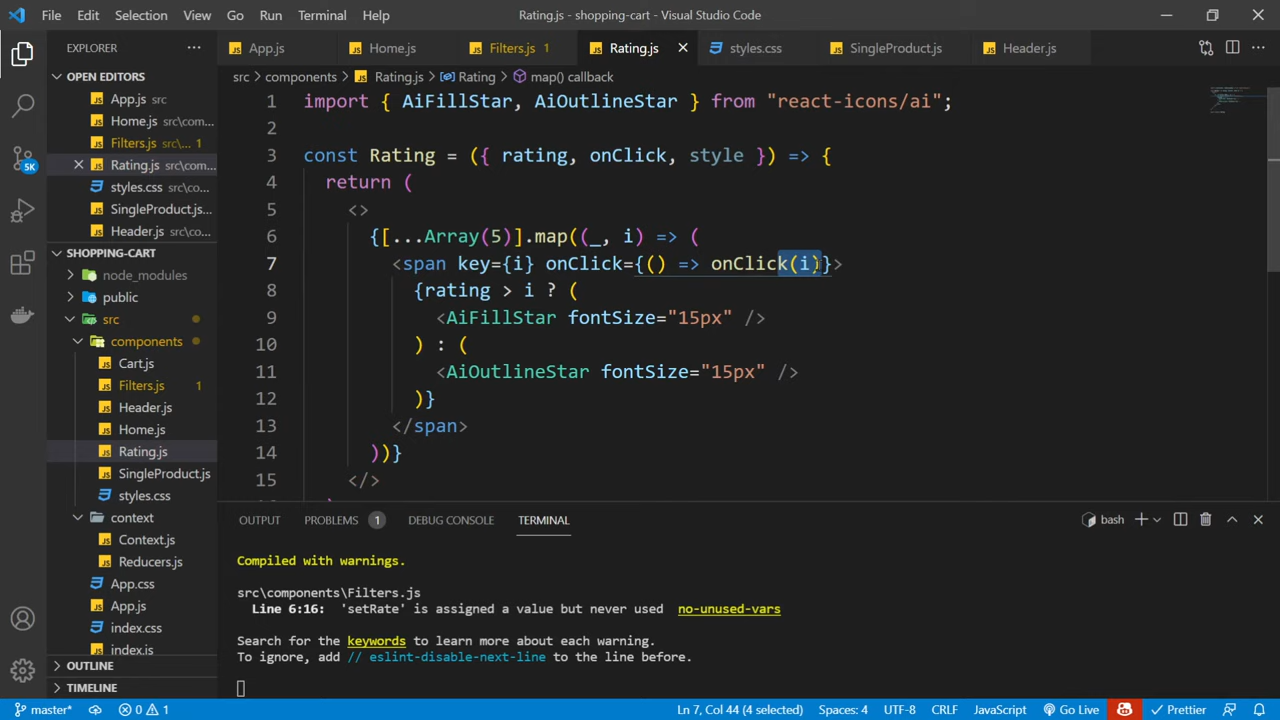 File Edit Selection View Go Run Terminal Help
Rating.js - shopping-cart - Visual Studio Code
EXPLORER
App.js Home.js Filters.js 1 Rating.js styles.css SingleProduct.js Header.js
src > components > Rating.js > Rating > map() callback
OPEN EDITORS
App.js src
Home.js src\com...
Filters.js src\... 1
Rating.js src\com...
styles.css src\co...
SingleProduct.js...
Header.js src\co...
SHOPPING-CART
node_modules
public
src
components
Cart.js
Filters.js 1
Header.js
Home.js
Rating.js
SingleProduct.js
styles.css
context
Context.js
Reducers.js
App.css
App.js
index.css
index.js
OUTLINE
TIMELINE
5K
1 import { AiFillStar, AiOutlineStar } from "react-icons/ai";
2
3 const Rating = ({ rating, onClick, style }) => {
4 return (
5 <>
6 {[...Array(5)].map((_, i) => (
7 <span key={i} onClick={() => onClick(i)}>
8 {rating > i ? (
9 <AiFillStar fontSize="15px" />
10 ) : (
11 <AiOutlineStar fontSize="15px" />
12 )}
13 </span>
14 ))}
15 </>
OUTPUT PROBLEMS 1 DEBUG CONSOLE TERMINAL
bash
Compiled with warnings.
src\components\Filters.js
Line 6:16: 'setRate' is assigned a value but never used no-unused-vars
Search for the keywords to learn more about each warning.
To ignore, add // eslint-disable-next-line to the line before.
master* 0 1 Ln 7, Col 44 (4 selected) Spaces: 4 UTF-8 CRLF JavaScript Go Live Prettier